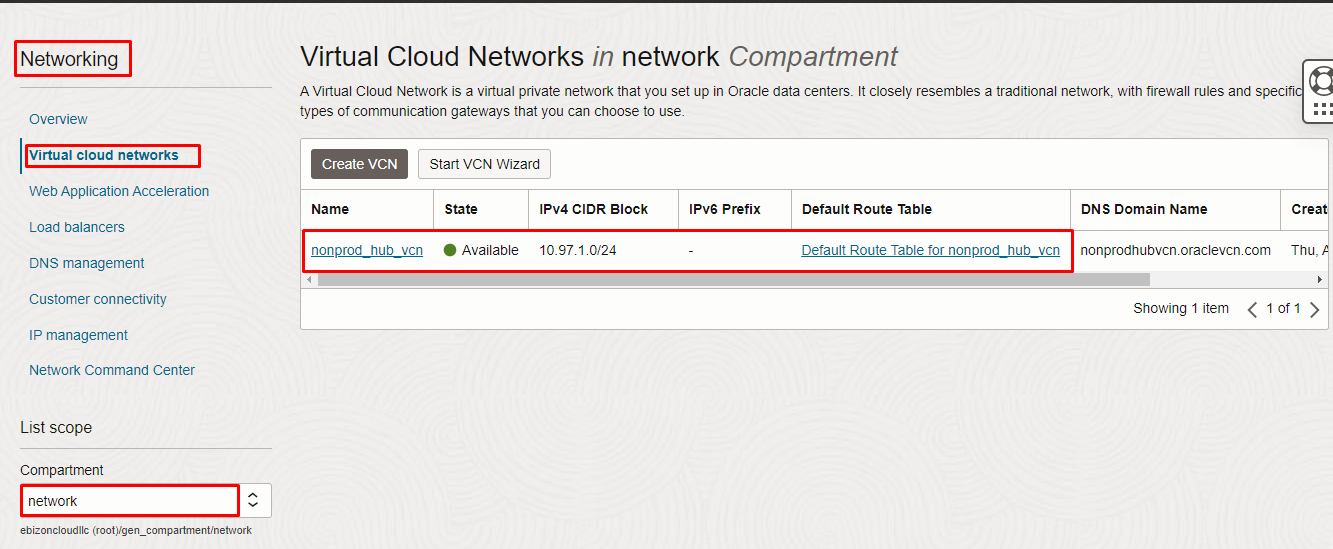 Networking
Overview
Virtual cloud networks
Web Application Acceleration
Load balancers
DNS management
Customer connectivity
IP management
Network Command Center
List scope
Compartment
network
ebizoncloudllc (root)/gen_compartment/network
Virtual Cloud Networks in network Compartment
A Virtual Cloud Network is a virtual private network that you set up in Oracle data centers. It closely resembles a traditional network, with firewall rules and specific
types of communication gateways that you can choose to use.
Create VCN Start VCN Wizard
Name State IPv4 CIDR Block IPv6 Prefix Default Route Table DNS Domain Name Creat
nonprod_hub_vcn Available 10.97.1.0/24 - Default Route Table for nonprod_hub_vcn nonprodhubvcn.oraclevcn.com Thu, A
Showing 1 item 1 of 1